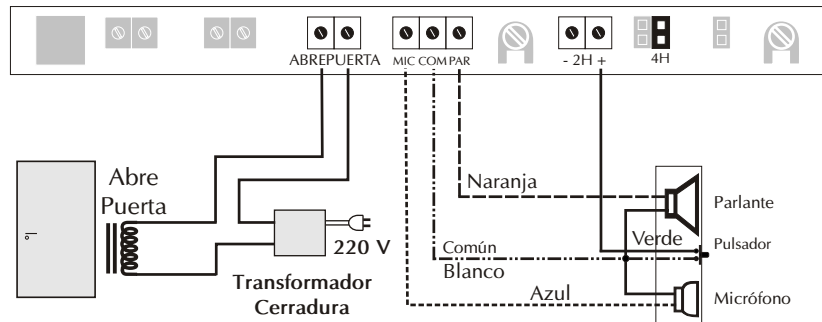 ABREPUERTA
MIC COM PAR
- 2H +
4H
Naranja
Abre
Puerta
Parlante
220 V
Común
Blanco
Verde
Pulsador
Transformador
Cerradura
Azul
Micrófono